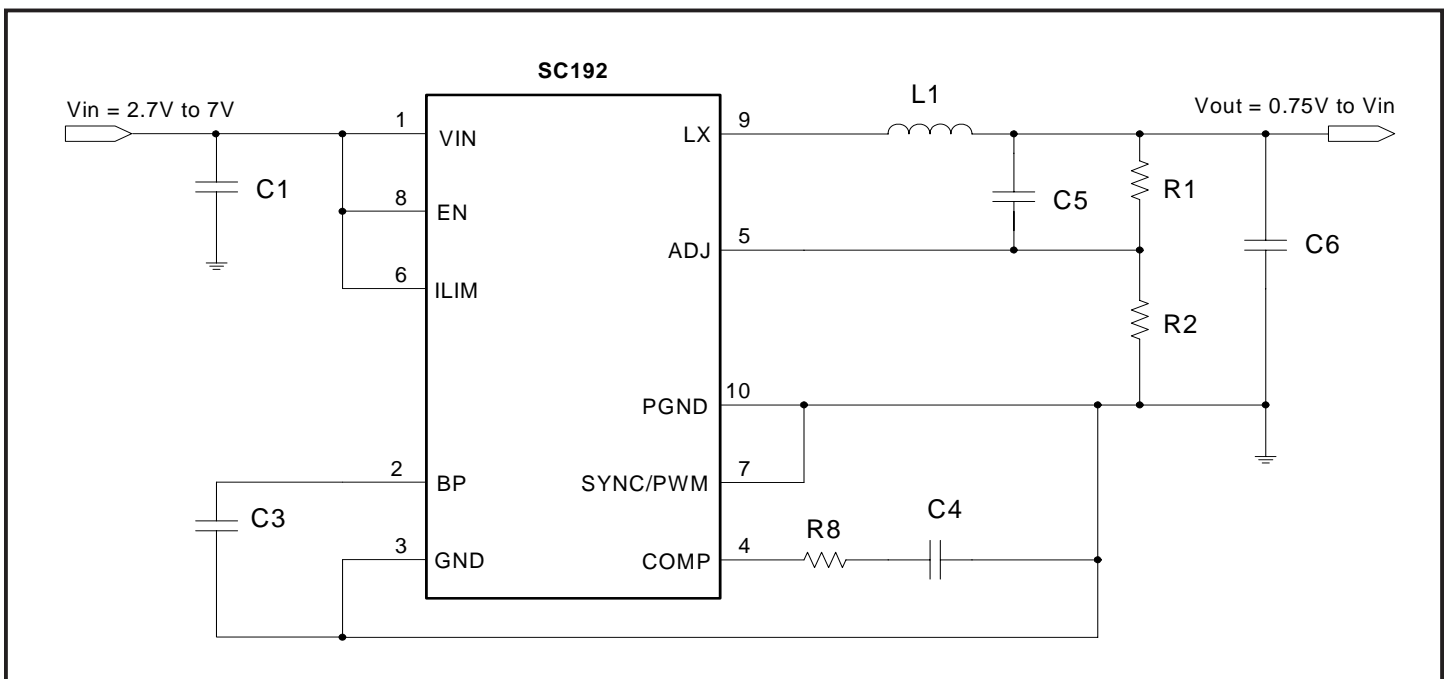 SC192
Vin = 2.7V to 7V
L1
Vout = 0.75V to Vin
1
VIN
LX
9
C1
C5
R1
8
EN
ADJ
5
C6
6
ILIM
R2
PGND
10
2
BP
SYNC/PWM
7
C3
R8
C4
3
GND
COMP
4